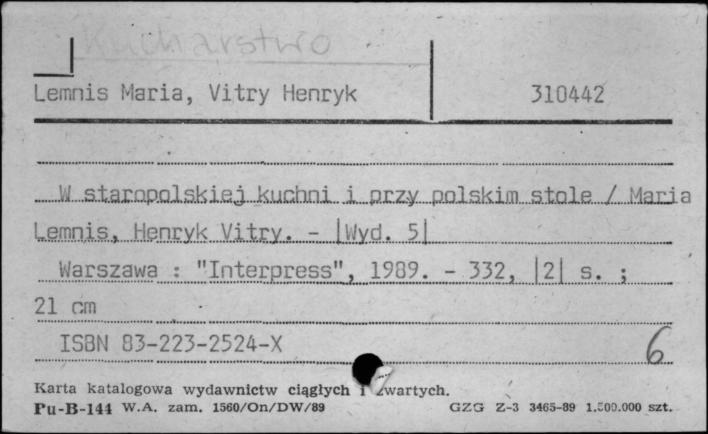 Kucharstwo
Lemnis Maria, Vitry Henryk 310442
W staropolskiej kuchni i przy polskim stole / Maria
Lemnis, Henryk Vitry. - |Wyd. 5|
Warszawa : "Interpress", 1989. - 332, |2| s. ;
21 cm
ISBN 83-223-2524-X
6
Karta katalogowa wydawnictw ciągłych i zwartych.
Pu-B-144 W.A. zam. 1560/On/DW/89 GZG Z-3 3465-89 1.500.000 szt.